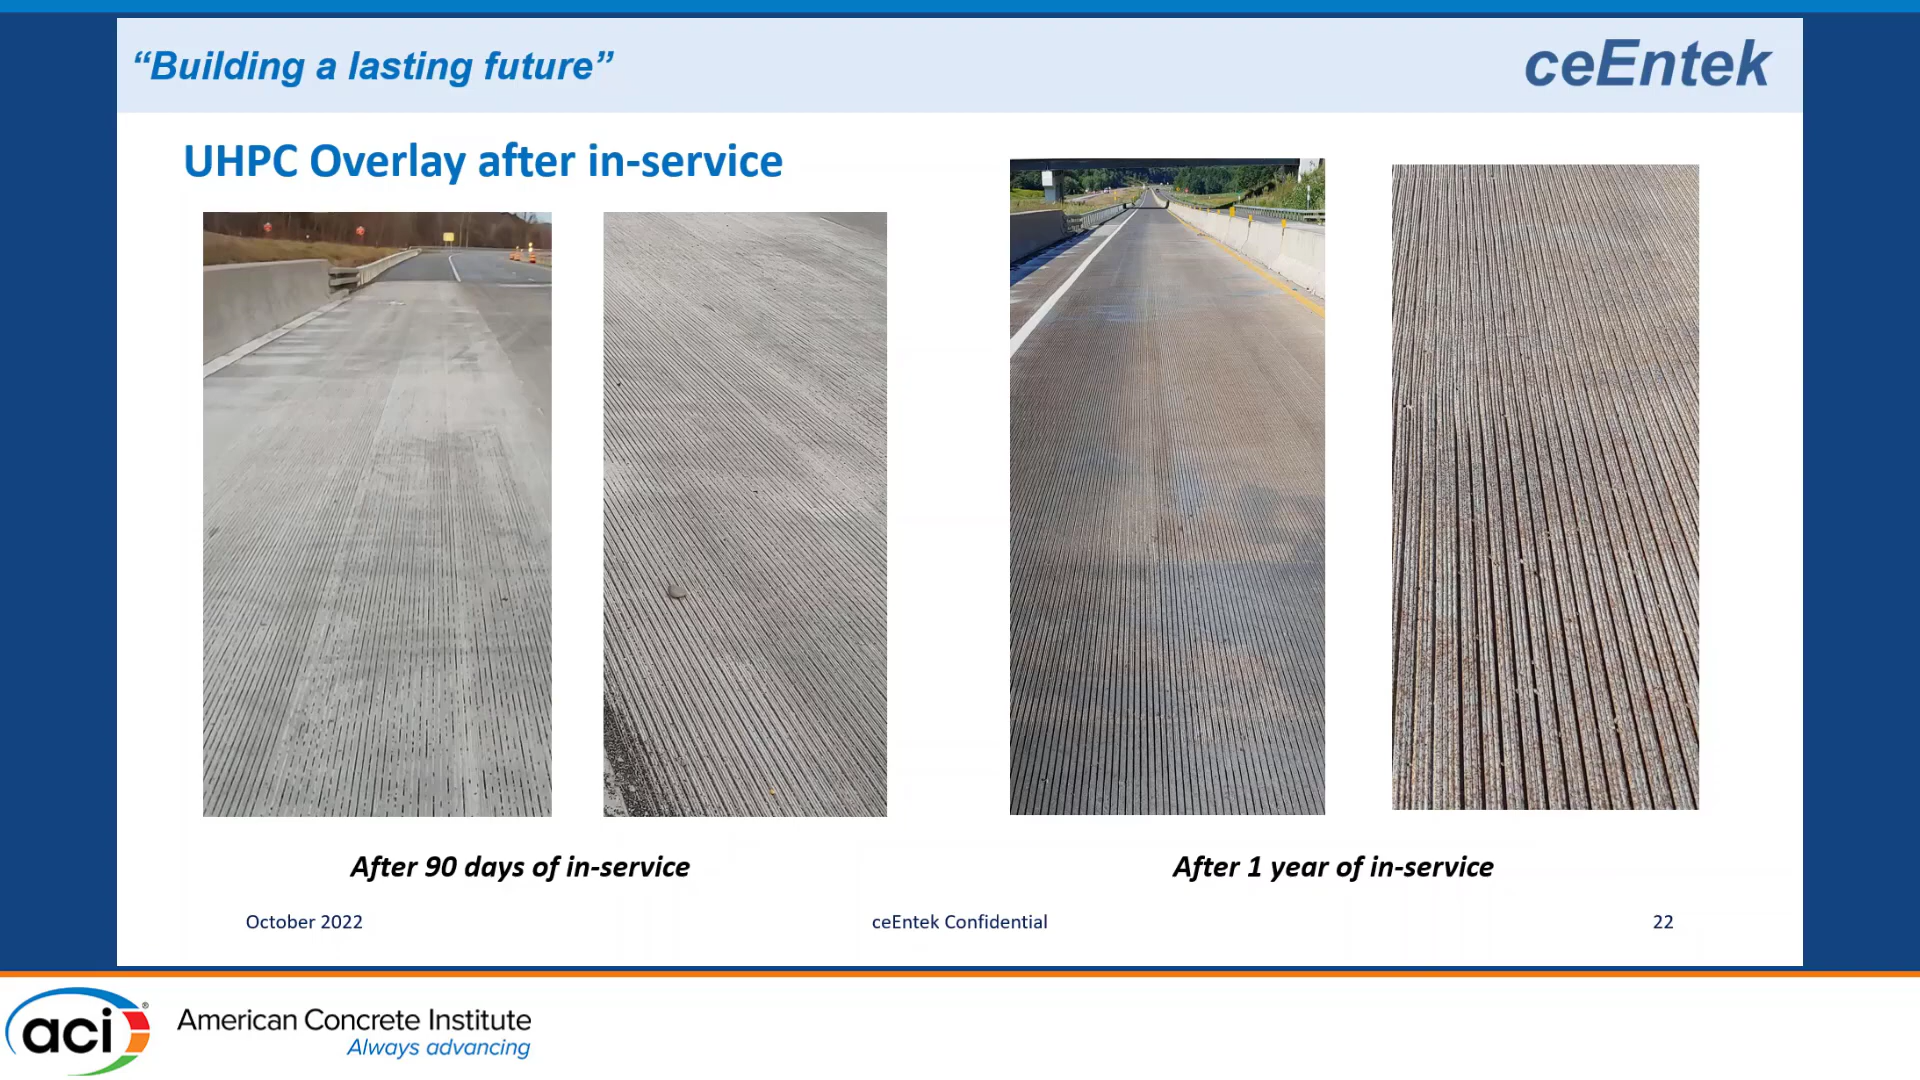 “Building a lasting future”
ceEntek
UHPC Overlay after in-service
After 90 days of in-service
After 1 year of in-service
October 2022
ceEntek Confidential
22
aci®
American Concrete Institute
Always advancing